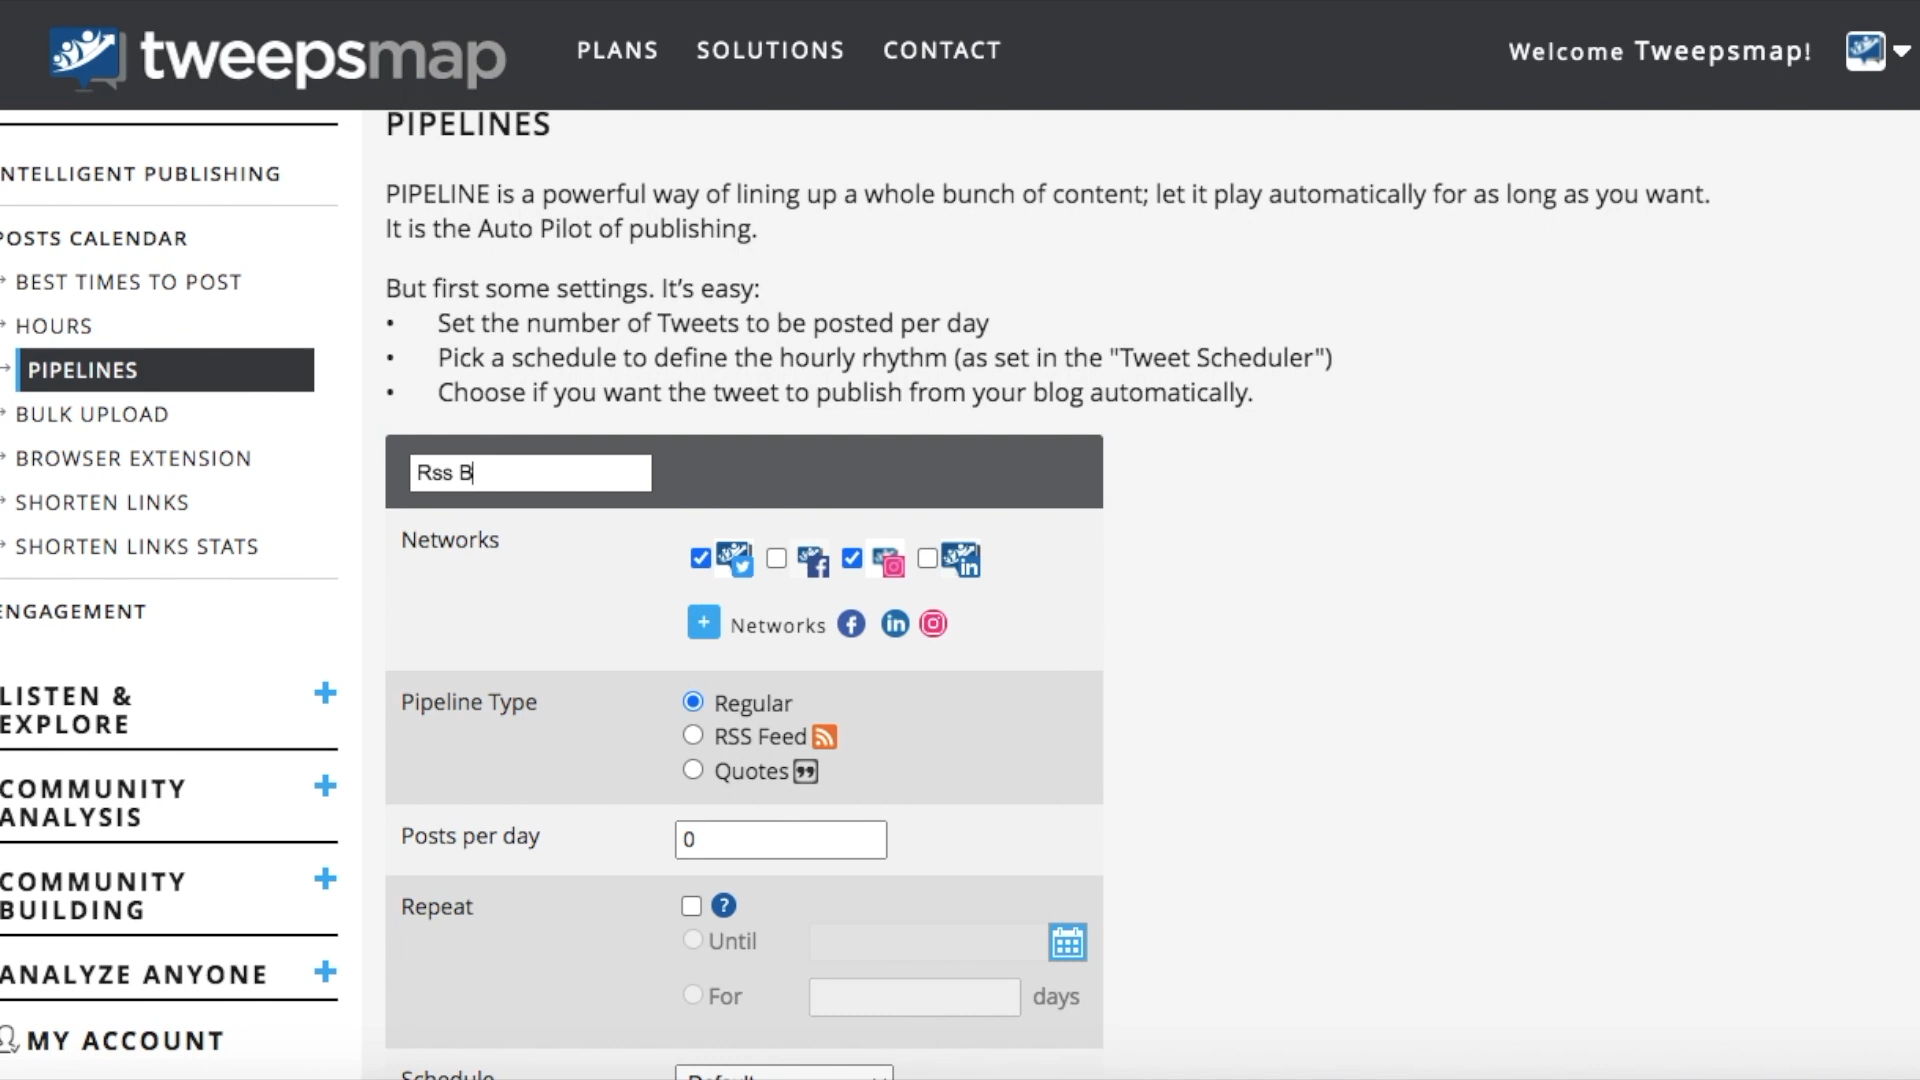 tweepsmap
PLANS SOLUTIONS CONTACT
Welcome Tweepsmap!
NTELLIGENT PUBLISHING
POSTS CALENDAR
BEST TIMES TO POST
HOURS
PIPELINES
BULK UPLOAD
BROWSER EXTENSION
SHORTEN LINKS
SHORTEN LINKS STATS
ENGAGEMENT
LISTEN &
EXPLORE
COMMUNITY
ANALYSIS
COMMUNITY
BUILDING
ANALYZE ANYONE
MY ACCOUNT
PIPELINES
PIPELINE is a powerful way of lining up a whole bunch of content; let it play automatically for as long as you want.
It is the Auto Pilot of publishing.
But first some settings. It’s easy:
• Set the number of Tweets to be posted per day
• Pick a schedule to define the hourly rhythm (as set in the "Tweet Scheduler")
• Choose if you want the tweet to publish from your blog automatically.
Rss B
Networks
+ Networks
Pipeline Type
Regular
RSS Feed
Quotes
Posts per day
0
Repeat
?
Until
For
days
Schedule
Default